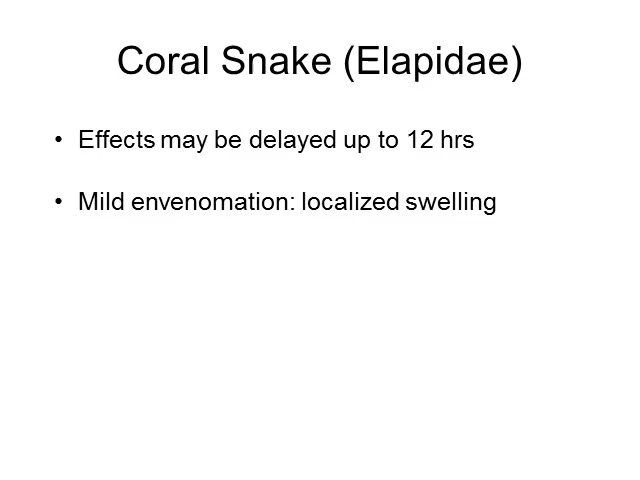 Coral Snake (Elapidae)
• Effects may be delayed up to 12 hrs
• Mild envenomation: localized swelling